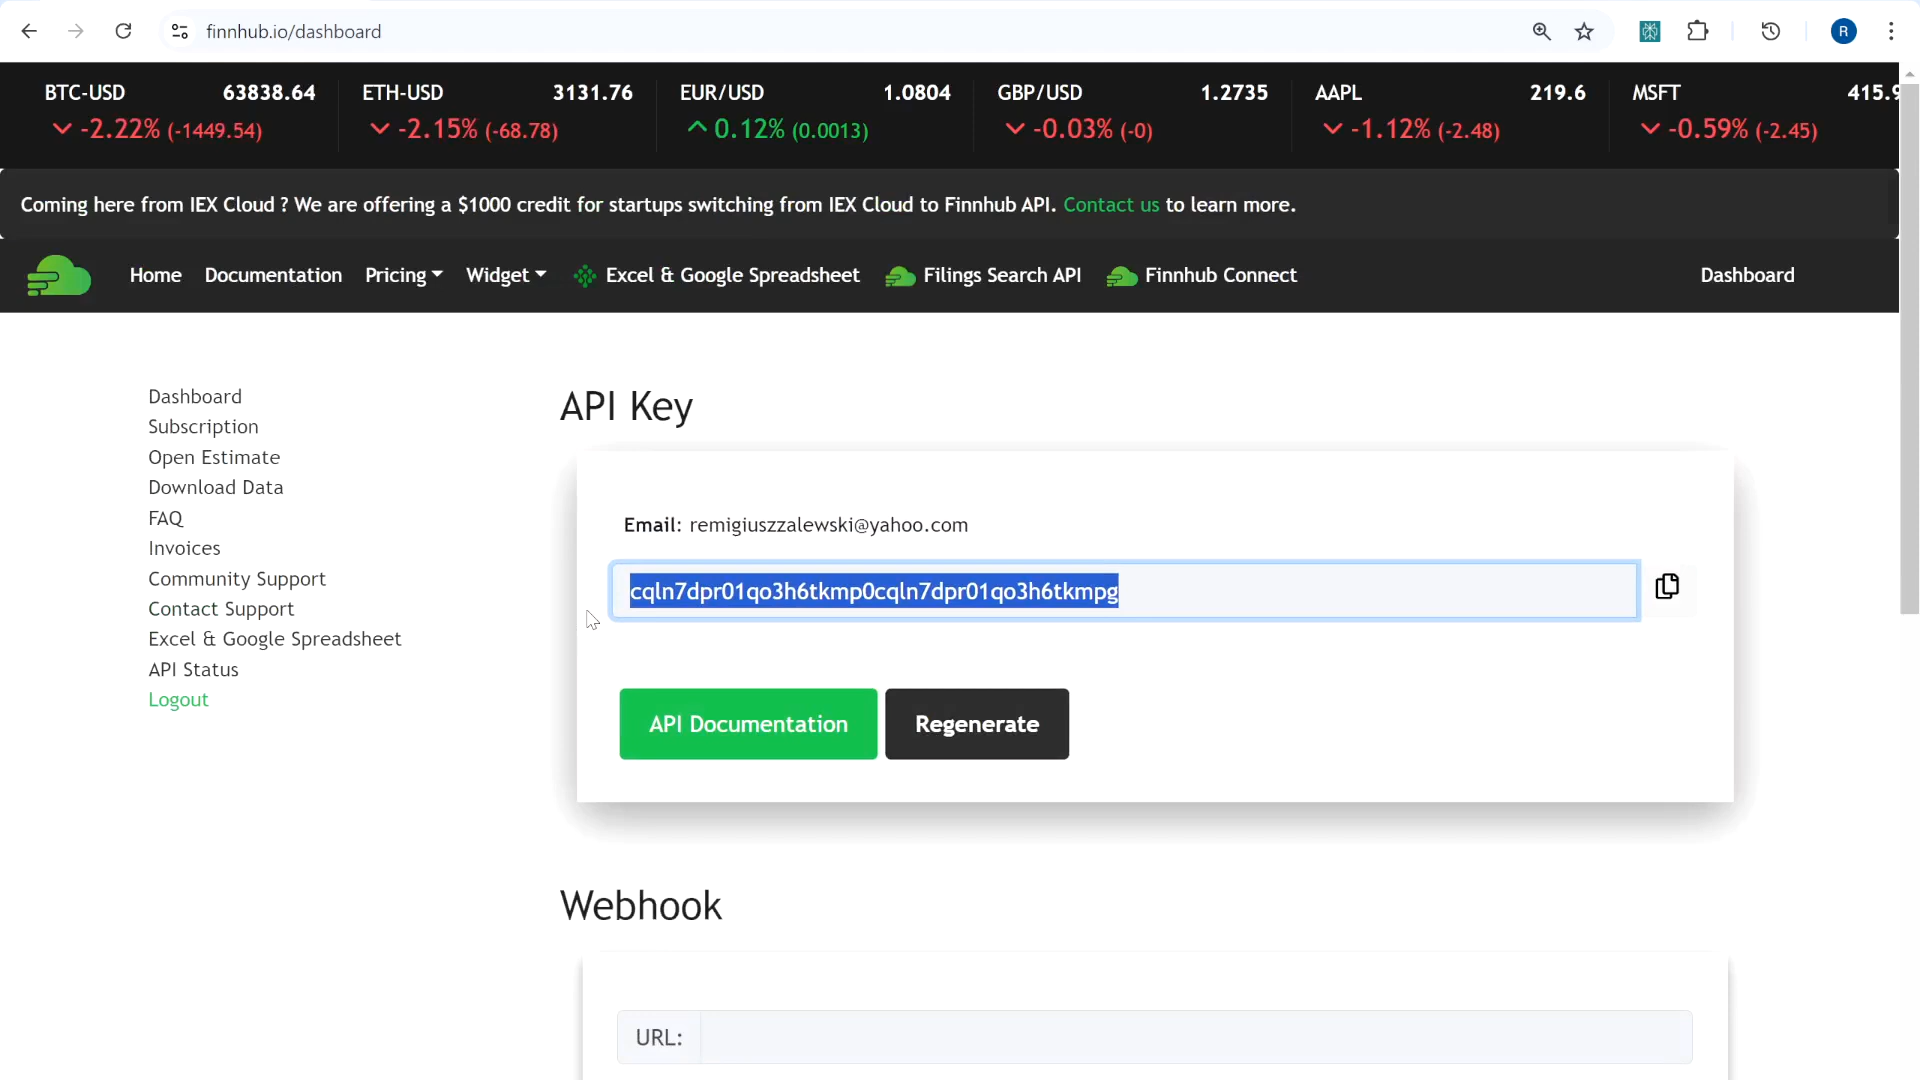 finnhub.io/dashboard
R
BTC-USD 63838.64
-2.22% (-1449.54)
ETH-USD 3131.76
-2.15% (-68.78)
EUR/USD 1.0804
0.12% (0.0013)
GBP/USD 1.2735
-0.03% (-0)
AAPL 219.6
-1.12% (-2.48)
MSFT 415.9
-0.59% (-2.45)
Coming here from IEX Cloud ? We are offering a $1000 credit for startups switching from IEX Cloud to Finnhub API. Contact us to learn more.
Home Documentation Pricing Widget Excel & Google Spreadsheet Filings Search API Finnhub Connect Dashboard
Dashboard
Subscription
Open Estimate
Download Data
FAQ
Invoices
Community Support
Contact Support
Excel & Google Spreadsheet
API Status
Logout
API Key
Email: remigiuszzalewski@yahoo.com
cqln7dpr01qo3h6tkmp0cqln7dpr01qo3h6tkmpg
API Documentation
Regenerate
Webhook
URL: